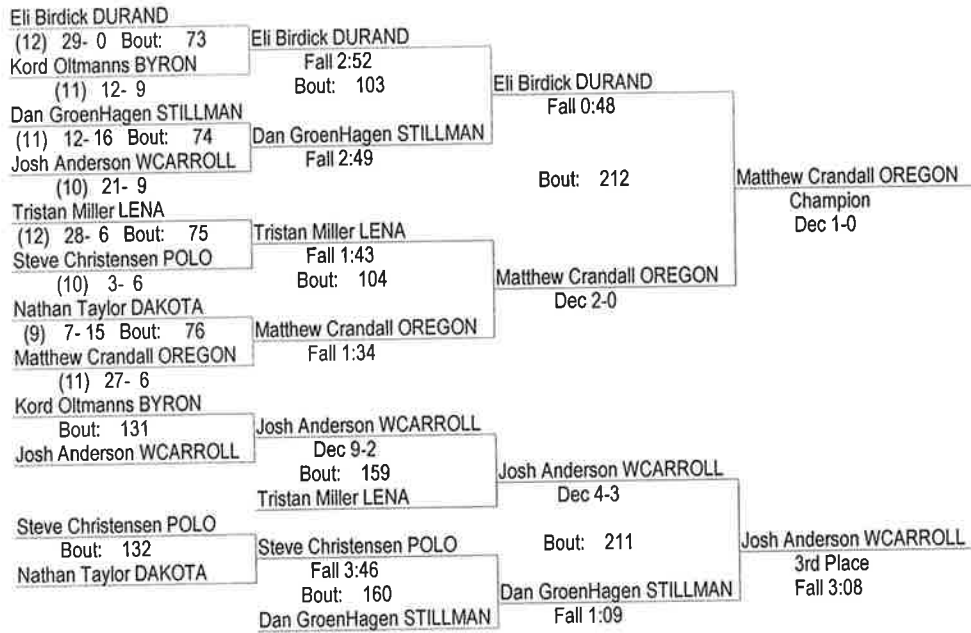 Eli Birdick DURAND
(12) 29- 0 Bout: 73
Kord Oltmanns BYRON
(11) 12- 9
Dan GroenHagen STILLMAN
(11) 12- 16 Bout: 74
Josh Anderson WCARROLL
(10) 21- 9
Tristan Miller LENA
(12) 28- 6 Bout: 75
Steve Christensen POLO
(10) 3- 6
Nathan Taylor DAKOTA
(9) 7- 15 Bout: 76
Matthew Crandall OREGON
(11) 27- 6
Eli Birdick DURAND
Fall 2:52
Bout: 103
Dan GroenHagen STILLMAN
Fall 2:49
Tristan Miller LENA
Fall 1:43
Bout: 104
Matthew Crandall OREGON
Fall 1:34
Eli Birdick DURAND
Fall 0:48
Bout: 212
Matthew Crandall OREGON
Dec 2-0
Matthew Crandall OREGON
Champion
Dec 1-0
Kord Oltmanns BYRON
Bout: 131
Josh Anderson WCARROLL
Steve Christensen POLO
Bout: 132
Nathan Taylor DAKOTA
Josh Anderson WCARROLL
Dec 9-2
Bout: 159
Tristan Miller LENA
Steve Christensen POLO
Fall 3:46
Bout: 160
Dan GroenHagen STILLMAN
Josh Anderson WCARROLL
Dec 4-3
Bout: 211
Dan GroenHagen STILLMAN
Fall 1:09
Josh Anderson WCARROLL
3rd Place
Fall 3:08